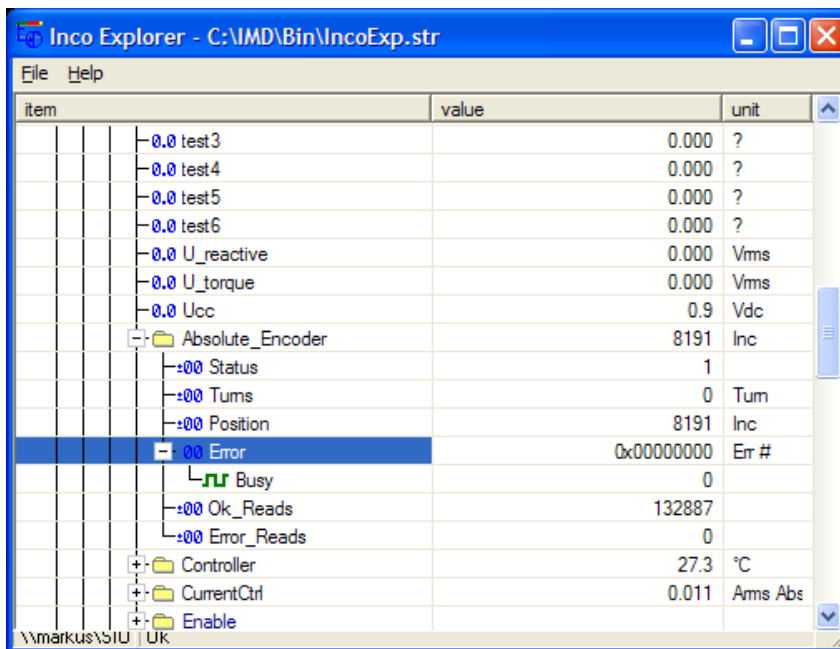 Inco Explorer - C:\IMD\Bin\IncoExp.str
File Help
item value unit
0.0 test3 0.000 ?
0.0 test4 0.000 ?
0.0 test5 0.000 ?
0.0 test6 0.000 ?
0.0 U_reactive 0.000 Vrms
0.0 U_torque 0.000 Vrms
0.0 Ucc 0.9 Vdc
Absolute_Encoder 8191 Inc
±00 Status 1
±00 Turns 0 Turn
±00 Position 8191 Inc
00 Error 0x00000000 Err #
Busy 0
±00 Ok_Reads 132887
±00 Error_Reads 0
Controller 27.3 °C
CurrentCtrl 0.011 Arms Abs
Enable
\\markus\SIO Ok